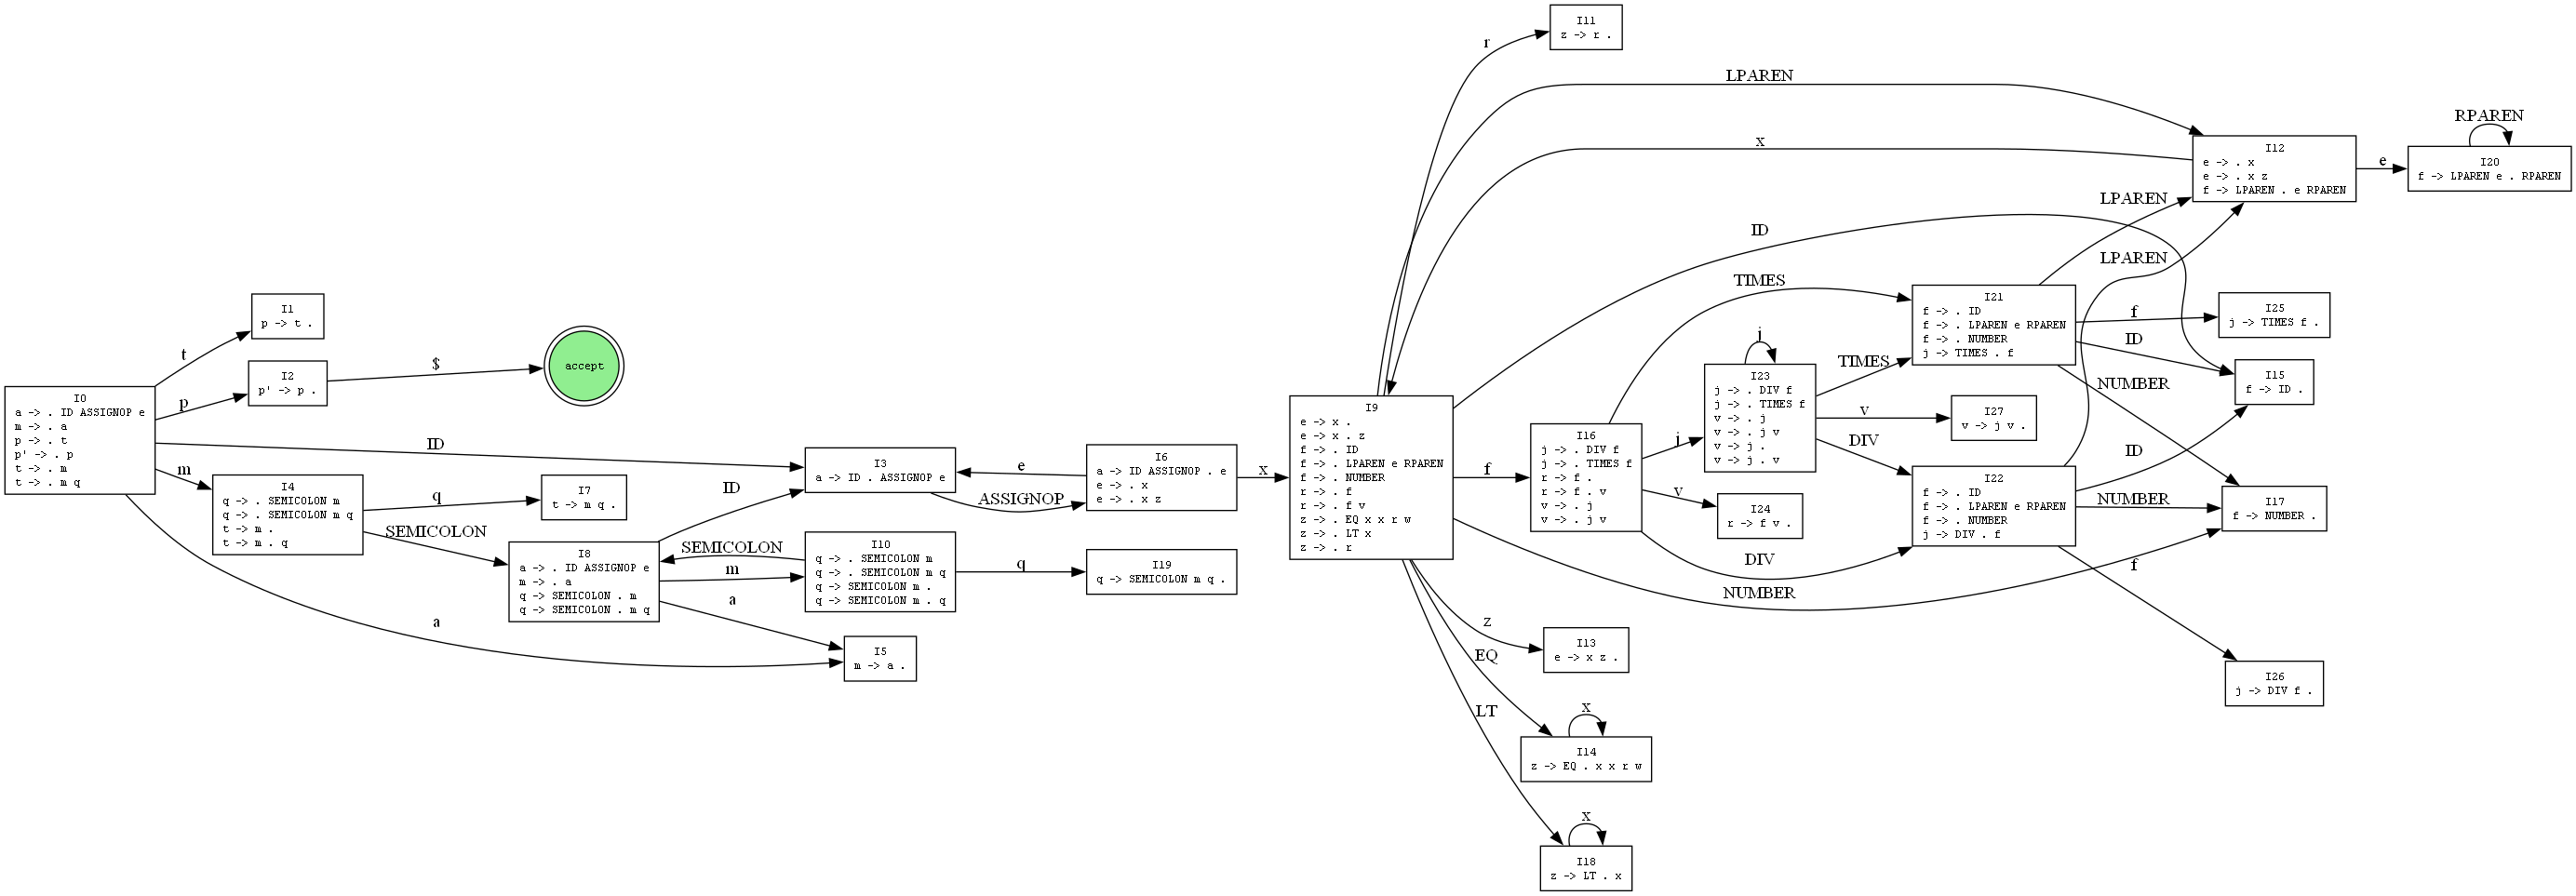 I0
a -> . ID ASSIGNOP e
m -> . a
p -> . t
p' -> . p
t -> . m
t -> . m q
t
p
ID
m
a
I1
p -> t .
I2
p' -> p .
$
accept
I4
q -> . SEMICOLON m
q -> . SEMICOLON m q
t -> m .
t -> m . q
q
SEMICOLON
I7
t -> m q .
I8
a -> . ID ASSIGNOP e
m -> . a
q -> SEMICOLON . m
q -> SEMICOLON . m q
ID
SEMICOLON
m
a
I3
a -> ID . ASSIGNOP e
I10
q -> . SEMICOLON m
q -> . SEMICOLON m q
q -> SEMICOLON m .
q -> SEMICOLON m . q
I5
m -> a .
e
ASSIGNOP
q
I6
a -> ID ASSIGNOP . e
e -> . x
e -> . x z
I19
q -> SEMICOLON m q .
x
I9
e -> x .
e -> x . z
f -> . ID
f -> . LPAREN e RPAREN
f -> . NUMBER
r -> . f
r -> . f v
z -> . EQ x x r w
z -> . LT x
z -> . r
r
LPAREN
x
ID
f
NUMBER
z
EQ
LT
I11
z -> r .
I16
j -> . DIV f
j -> . TIMES f
r -> f .
r -> f . v
v -> . j
v -> . j v
I13
e -> x z .
x
I14
z -> EQ . x x r w
x
I18
z -> LT . x
TIMES
j
v
DIV
j
I23
j -> . DIV f
j -> . TIMES f
v -> . j
v -> . j v
v -> j .
v -> j . v
I24
r -> f v .
TIMES
v
DIV
I21
f -> . ID
f -> . LPAREN e RPAREN
f -> . NUMBER
j -> TIMES . f
I27
v -> j v .
I22
f -> . ID
f -> . LPAREN e RPAREN
f -> . NUMBER
j -> DIV . f
LPAREN
LPAREN
f
ID
NUMBER
ID
NUMBER
f
I12
e -> . x
e -> . x z
f -> LPAREN . e RPAREN
I25
j -> TIMES f .
I15
f -> ID .
I17
f -> NUMBER .
I26
j -> DIV f .
e
RPAREN
I20
f -> LPAREN e . RPAREN